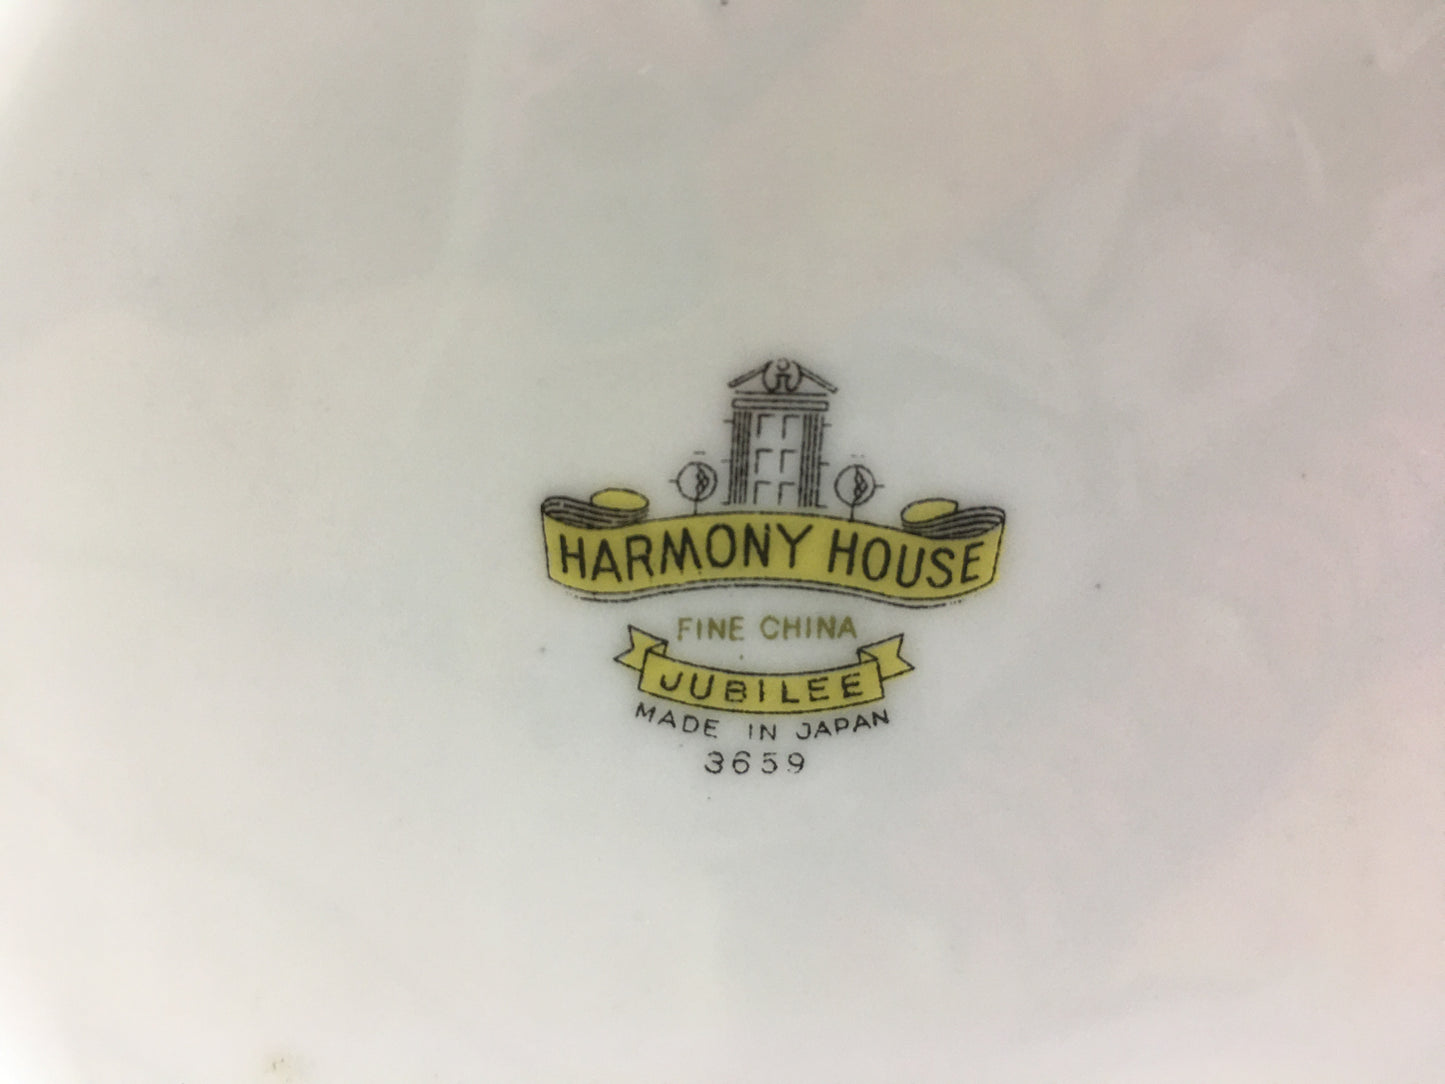 HARMONY HOUSE
FINE CHINA
JUBILEE
MADE IN JAPAN
3659